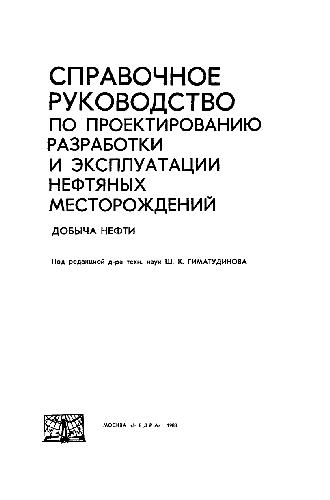 СПРАВОЧНОЕ
РУКОВОДСТВО
ПО ПРОЕКТИРОВАНИЮ
РАЗРАБОТКИ
И ЭКСПЛУАТАЦИИ
НЕФТЯНЫХ
МЕСТОРОЖДЕНИЙ
ДОБЫЧА НЕФТИ
Под редакцией д-ра техн. наук Ш. К. ГИМАТУДИНОВА
МОСКВА «НЕДРА» 1983